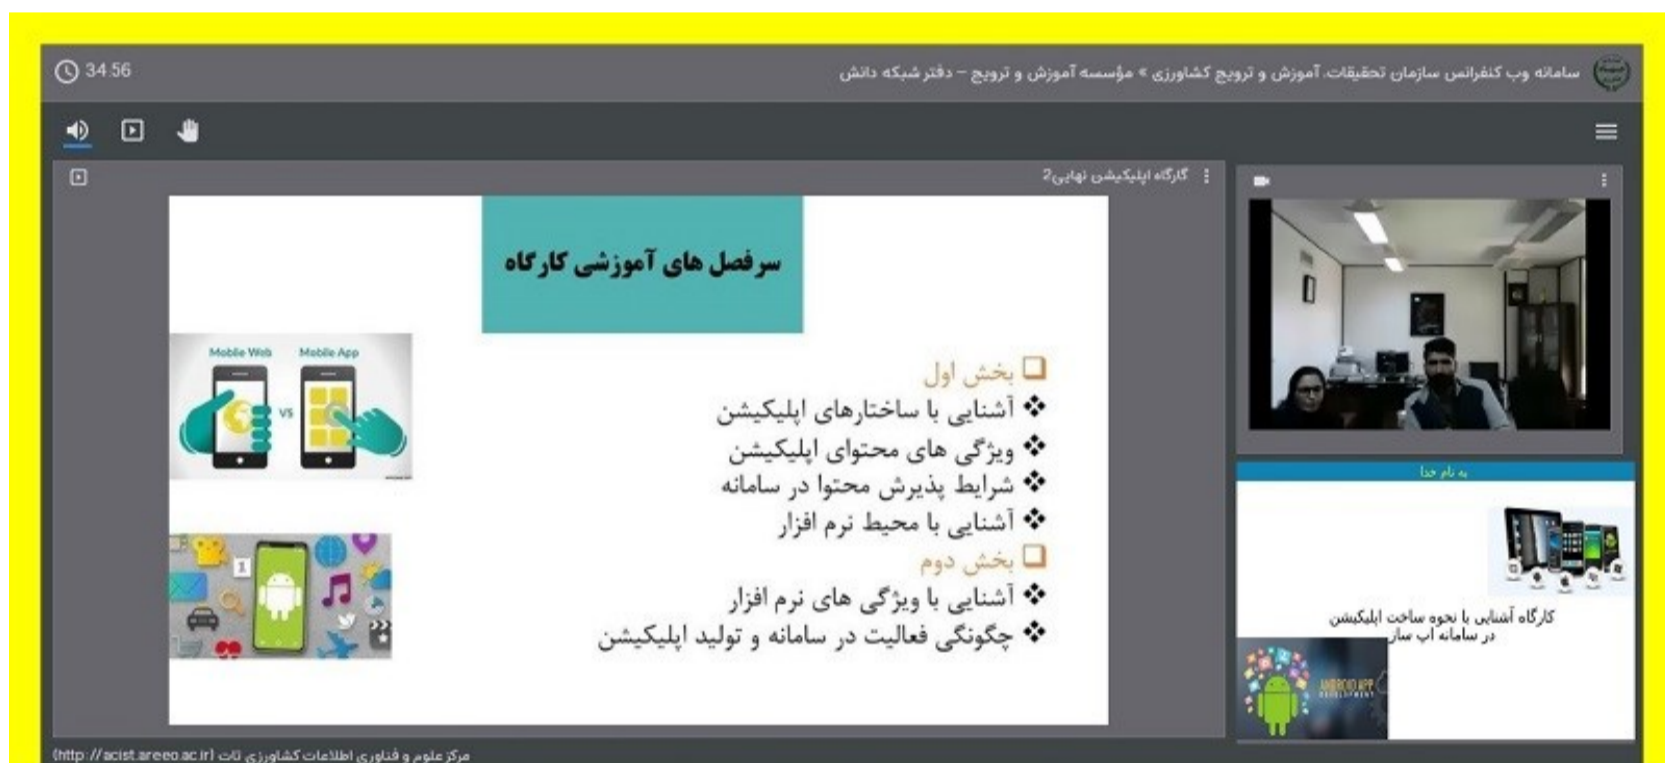 34:56
سامانه وب کنفرانس سازمان تحقیقات، آموزش و ترویج کشاورزی » مؤسسه آموزش و ترویج – دفتر شبکه دانش
گارگاه اپلیکیشن نهایی2
سرفصل های آموزشی کارگاه
Mobile Web
Mobile App
VS
بخش اول
آشنایی با ساختارهای اپلیکیشن
ویژگی های محتوای اپلیکیشن
شرایط پذیرش محتوا در سامانه
آشنایی با محیط نرم افزار
بخش دوم
آشنایی با ویژگی های نرم افزار
چگونگی فعالیت در سامانه و تولید اپلیکیشن
1
به نام خدا
کارگاه آشنایی با نحوه ساخت اپلیکیشن
در سامانه اپ ساز
ANDROID APP
DEVELOPMENT
مرکز علوم و فناوری اطلاعات کشاورزی تات (http://acist.areeo.ac.ir)